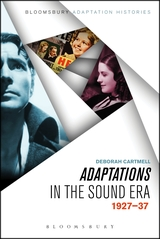 BLOOMSBURY ADAPTATION HISTORIES
DEBORAH CARTMELL
ADAPTATIONS
IN THE SOUND ERA
1927–37
BLOOMSBURY